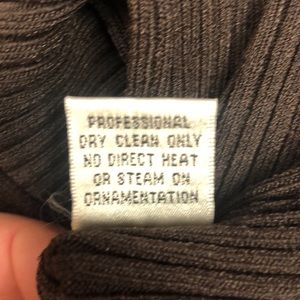 PROFESSIONAL
DRY CLEAN ONLY
NO DIRECT HEAT
OR STEAM ON
ORNAMENTATION